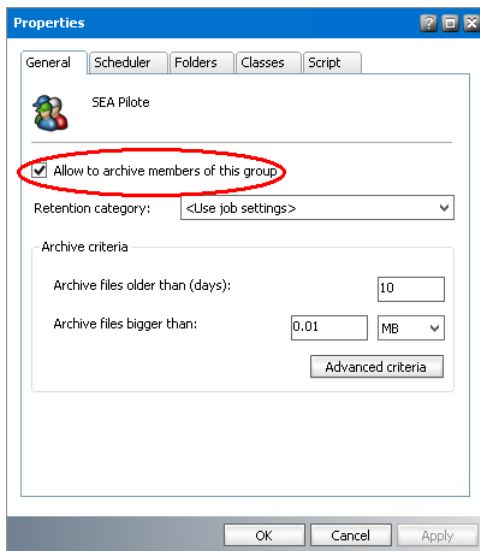 Properties
General Scheduler Folders Classes Script
SEA Pilote
Allow to archive members of this group
Retention category: <Use job settings>
Archive criteria
Archive files older than (days): 10
Archive files bigger than: 0.01 MB
Advanced criteria
OK Cancel Apply